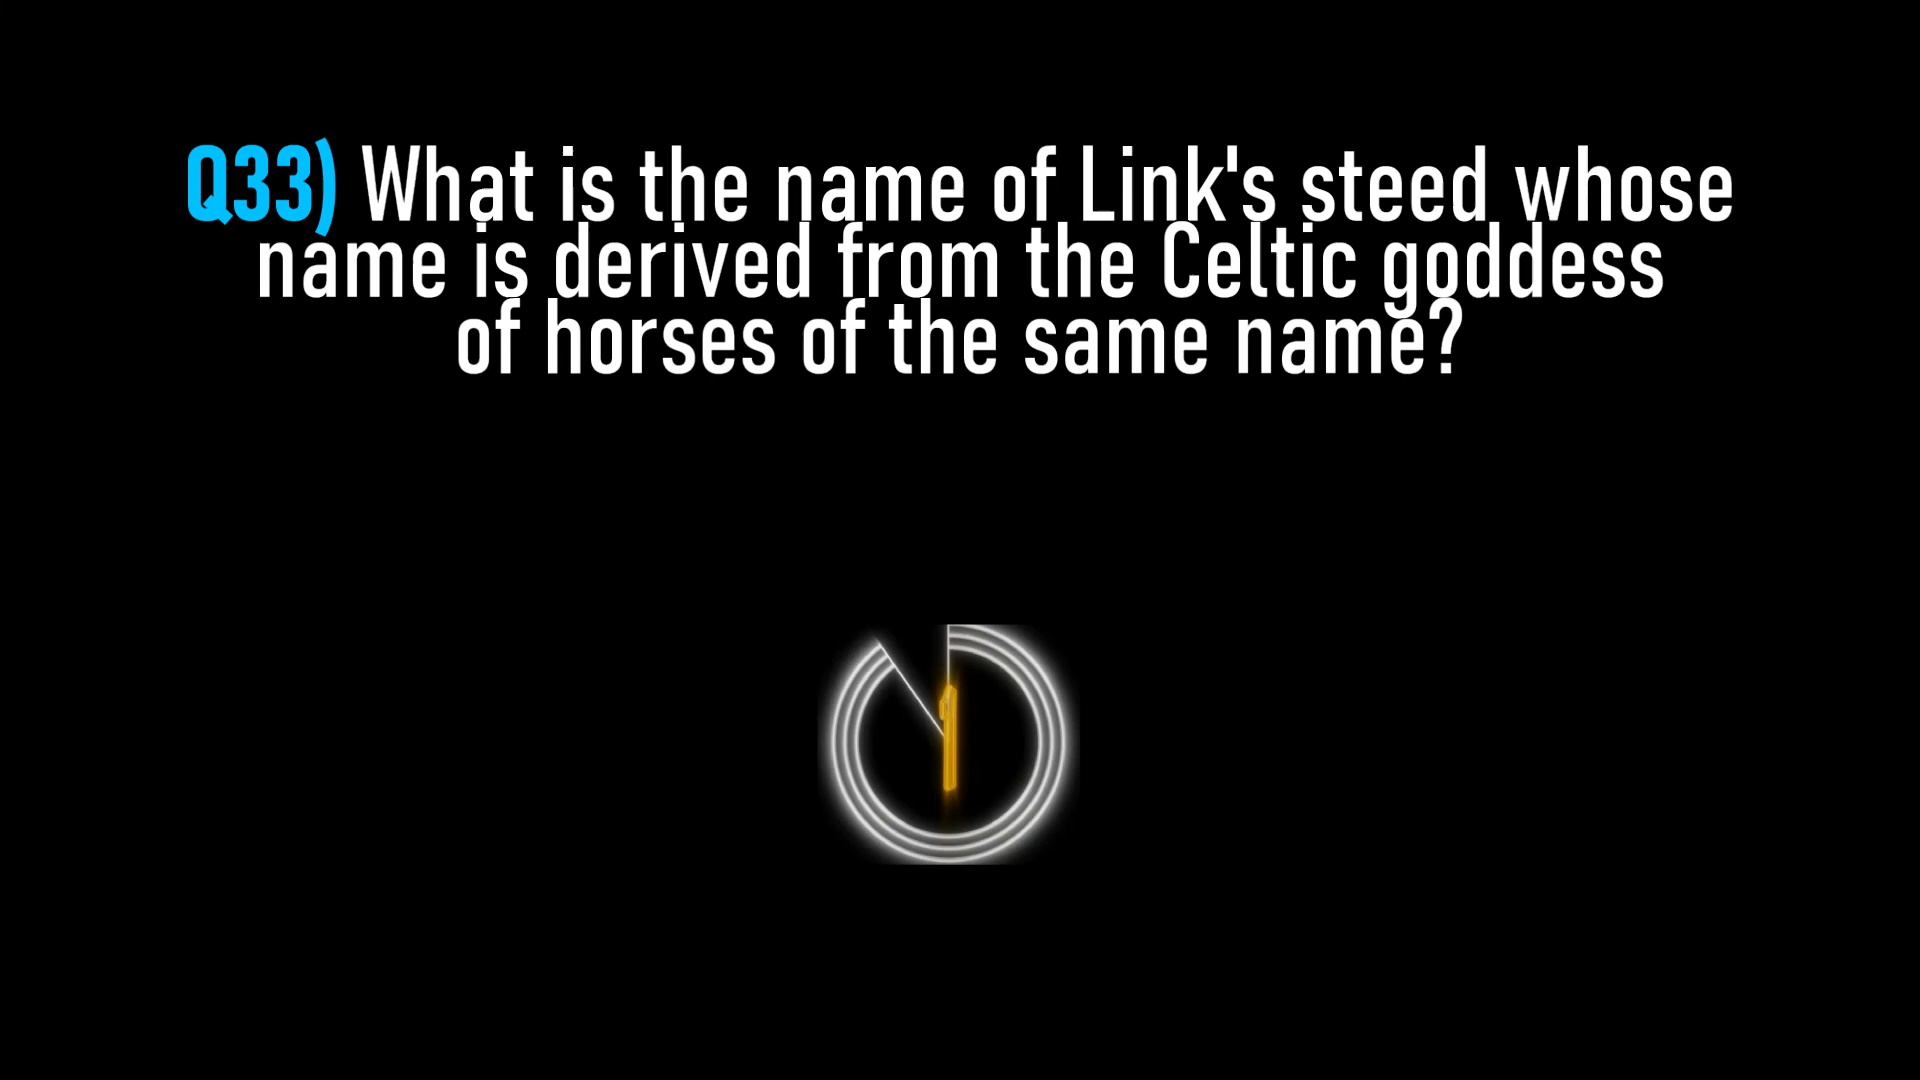 Q33) What is the name of Link's steed whose
name is derived from the Celtic goddess
of horses of the same name?
1